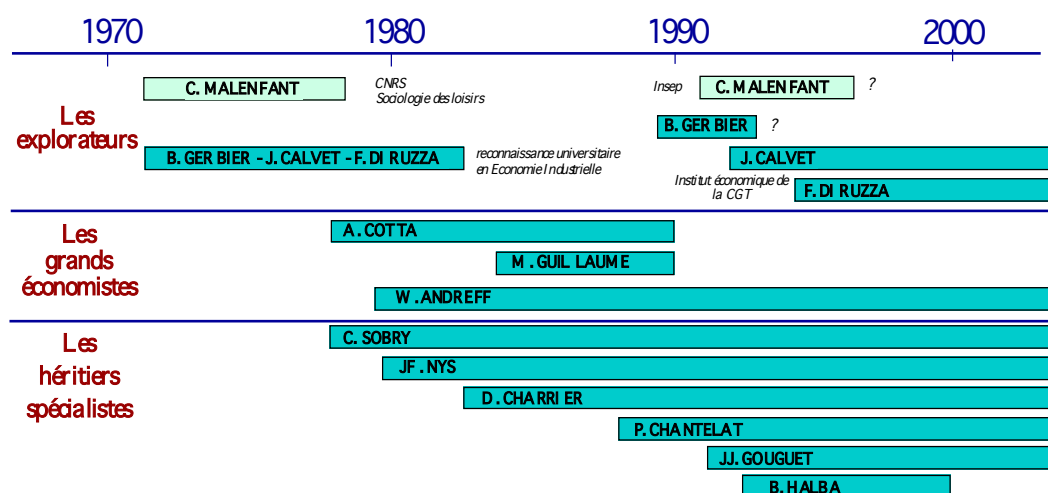 1970 1980 1990 2000
Les
explorateurs
C. MALENFANT
CNRS
Sociologie des loisirs
Insep
C. MALENFANT
?
B. GERBIER
?
B. GERBIER - J. CALVET - F. DI RUZZA
reconnaissance universitaire
en Economie Industrielle
J. CALVET
Institut économique de
la CGT
F. DI RUZZA
Les
grands
économistes
A. COTTA
M. GUILLAUME
W. ANDREFF
Les
héritiers
spécialistes
C. SOBRY
JF. NYS
D. CHARRIER
P. CHANTELAT
JJ. GOUGUET
B. HALBA